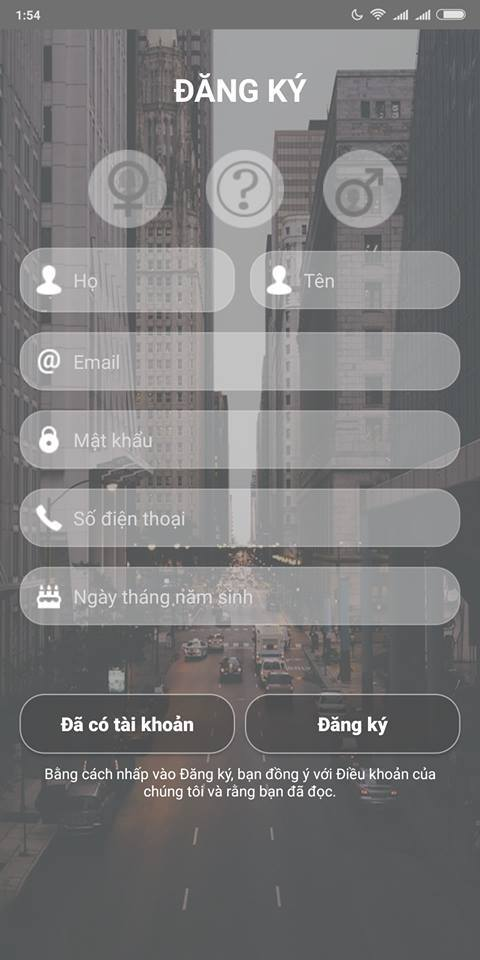 1:54
ĐĂNG KÝ
?
Họ
Tên
@ Email
Mật khẩu
Số điện thoại
Ngày tháng năm sinh
Đã có tài khoản
Đăng ký
Bằng cách nhấp vào Đăng ký, bạn đồng ý với Điều khoản của
chúng tôi và rằng bạn đã đọc.